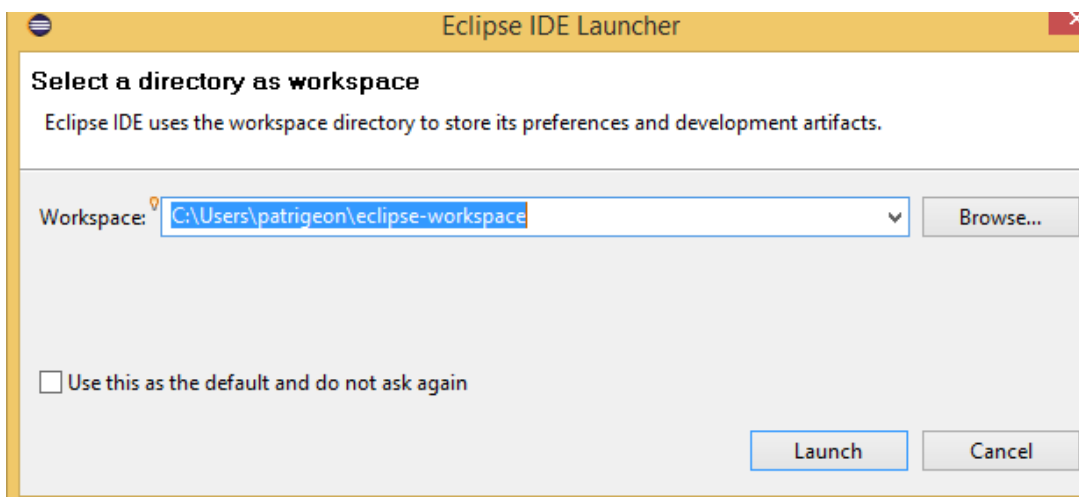 Eclipse IDE Launcher
Select a directory as workspace
Eclipse IDE uses the workspace directory to store its preferences and development artifacts.
Workspace: C:\Users\patrigeon\eclipse-workspace Browse...
Use this as the default and do not ask again
Launch Cancel